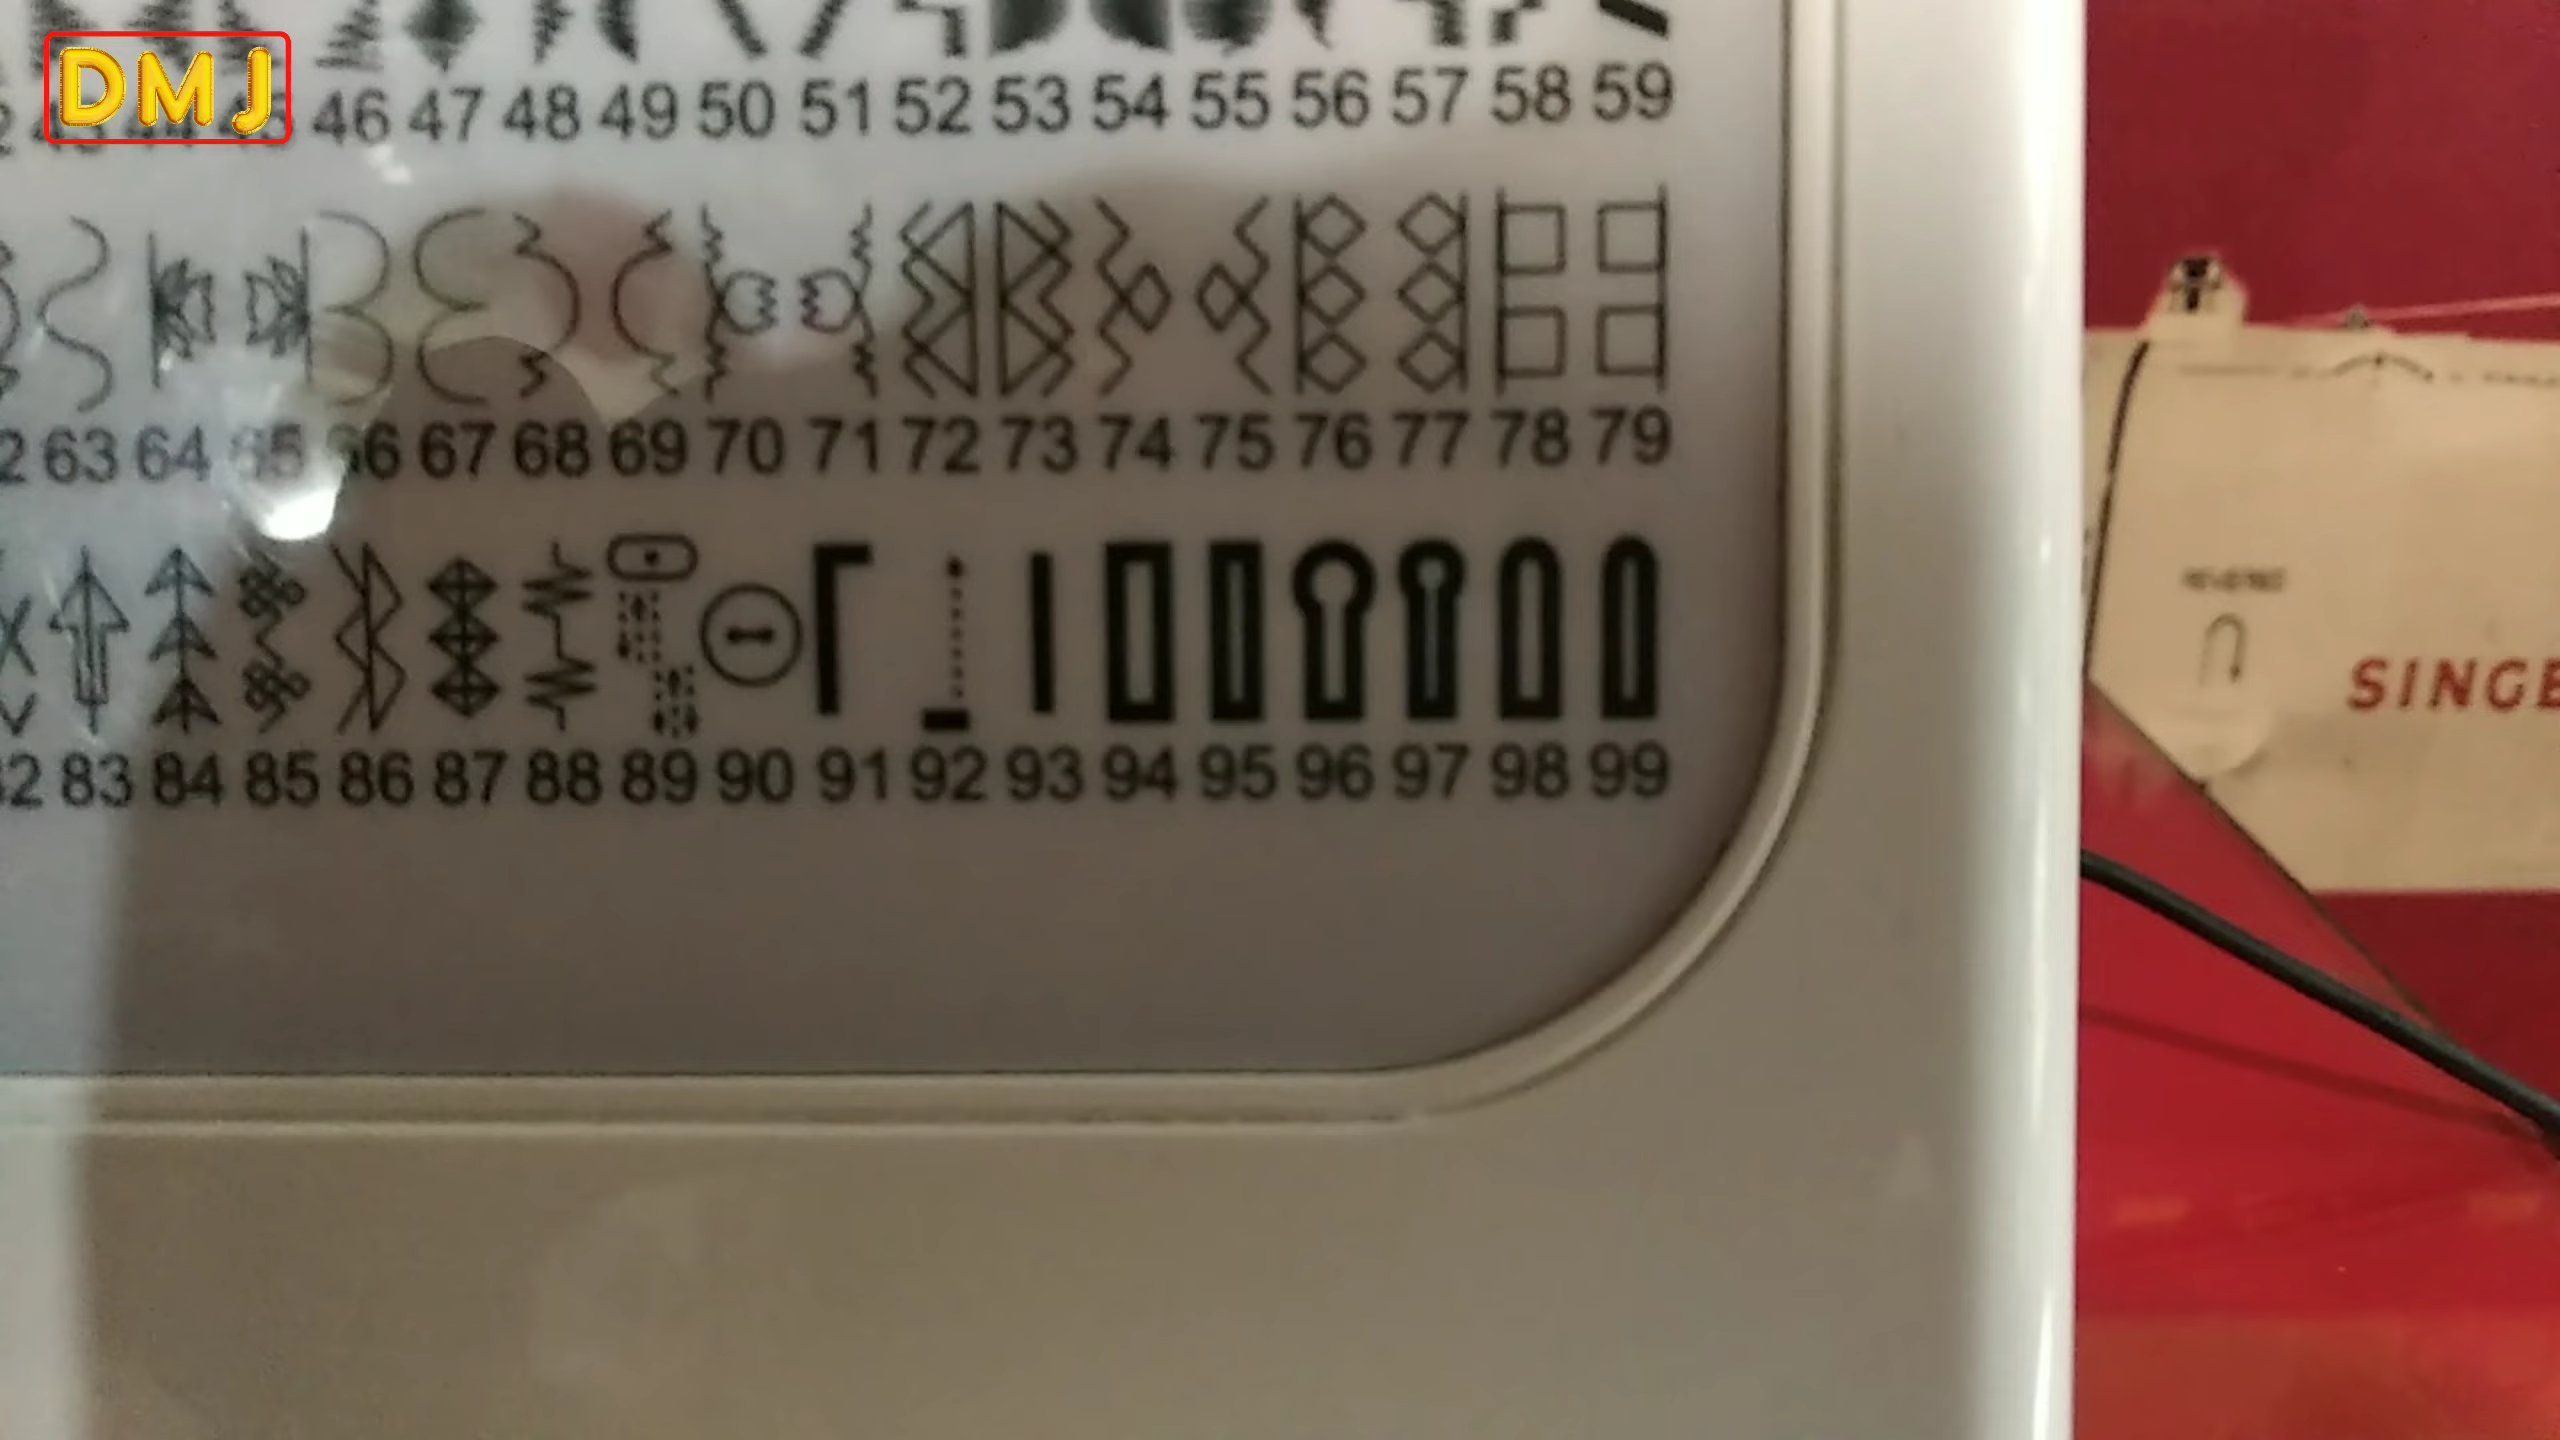 DMJ
46 47 48 49 50 51 52 53 54 55 56 57 58 59
63 64 65 66 67 68 69 70 71 72 73 74 75 76 77 78 79
83 84 85 86 87 88 89 90 91 92 93 94 95 96 97 98 99
SINGE